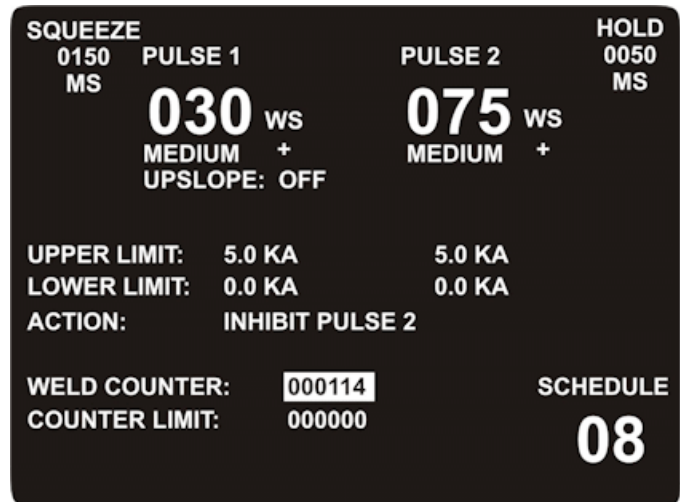 SQUEEZE HOLD
0150 PULSE 1 PULSE 2 0050
MS MS
030 WS 075 WS
MEDIUM + MEDIUM +
UPSLOPE: OFF
UPPER LIMIT: 5.0 KA 5.0 KA
LOWER LIMIT: 0.0 KA 0.0 KA
ACTION: INHIBIT PULSE 2
WELD COUNTER: 000114 SCHEDULE
COUNTER LIMIT: 000000 08